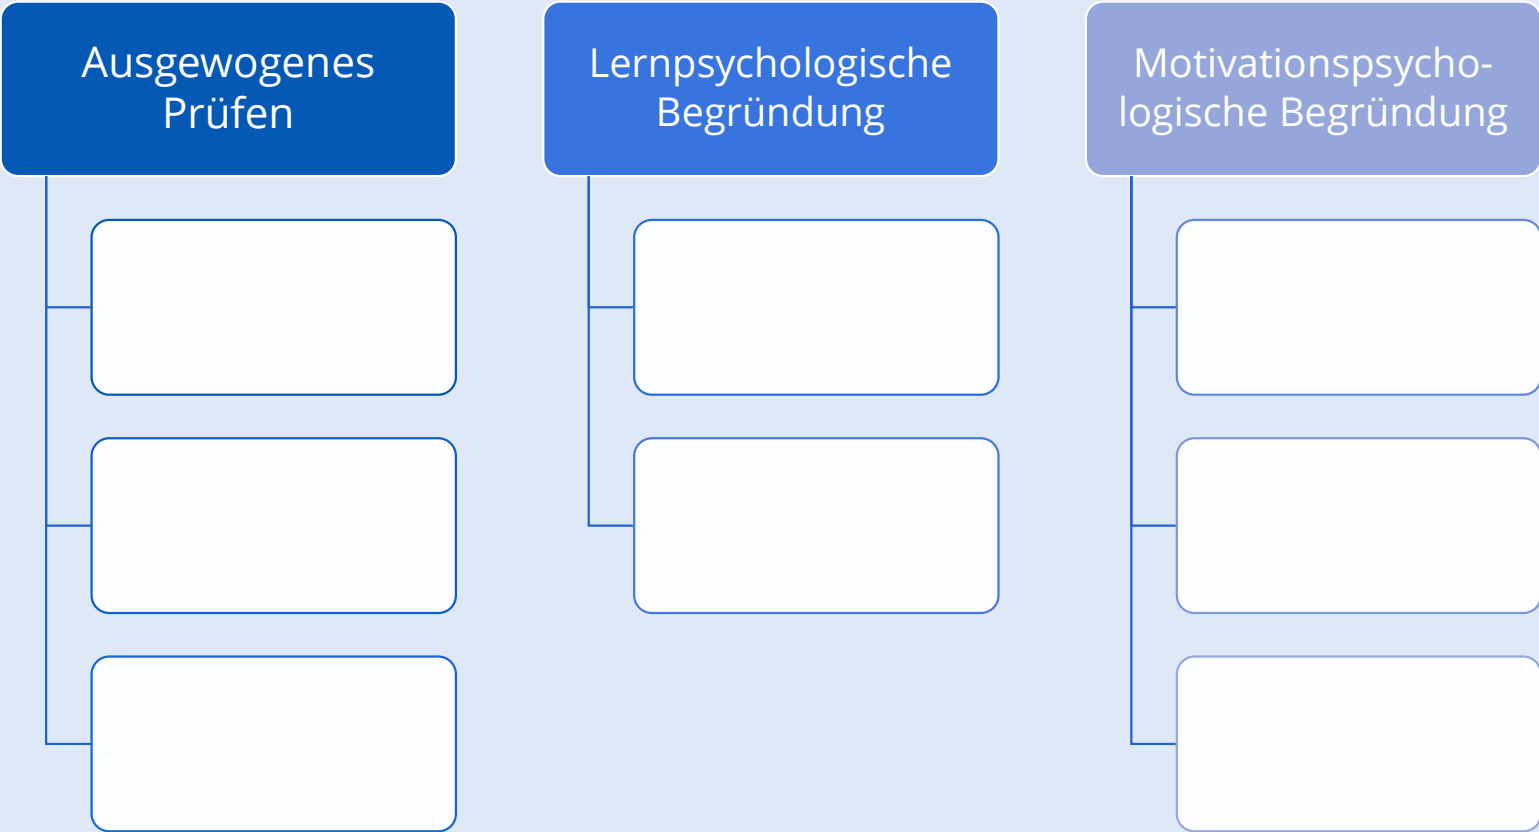 Ausgewogenes
Prüfen
Lernpsychologische
Begründung
Motivationspsycho-
logische Begründung